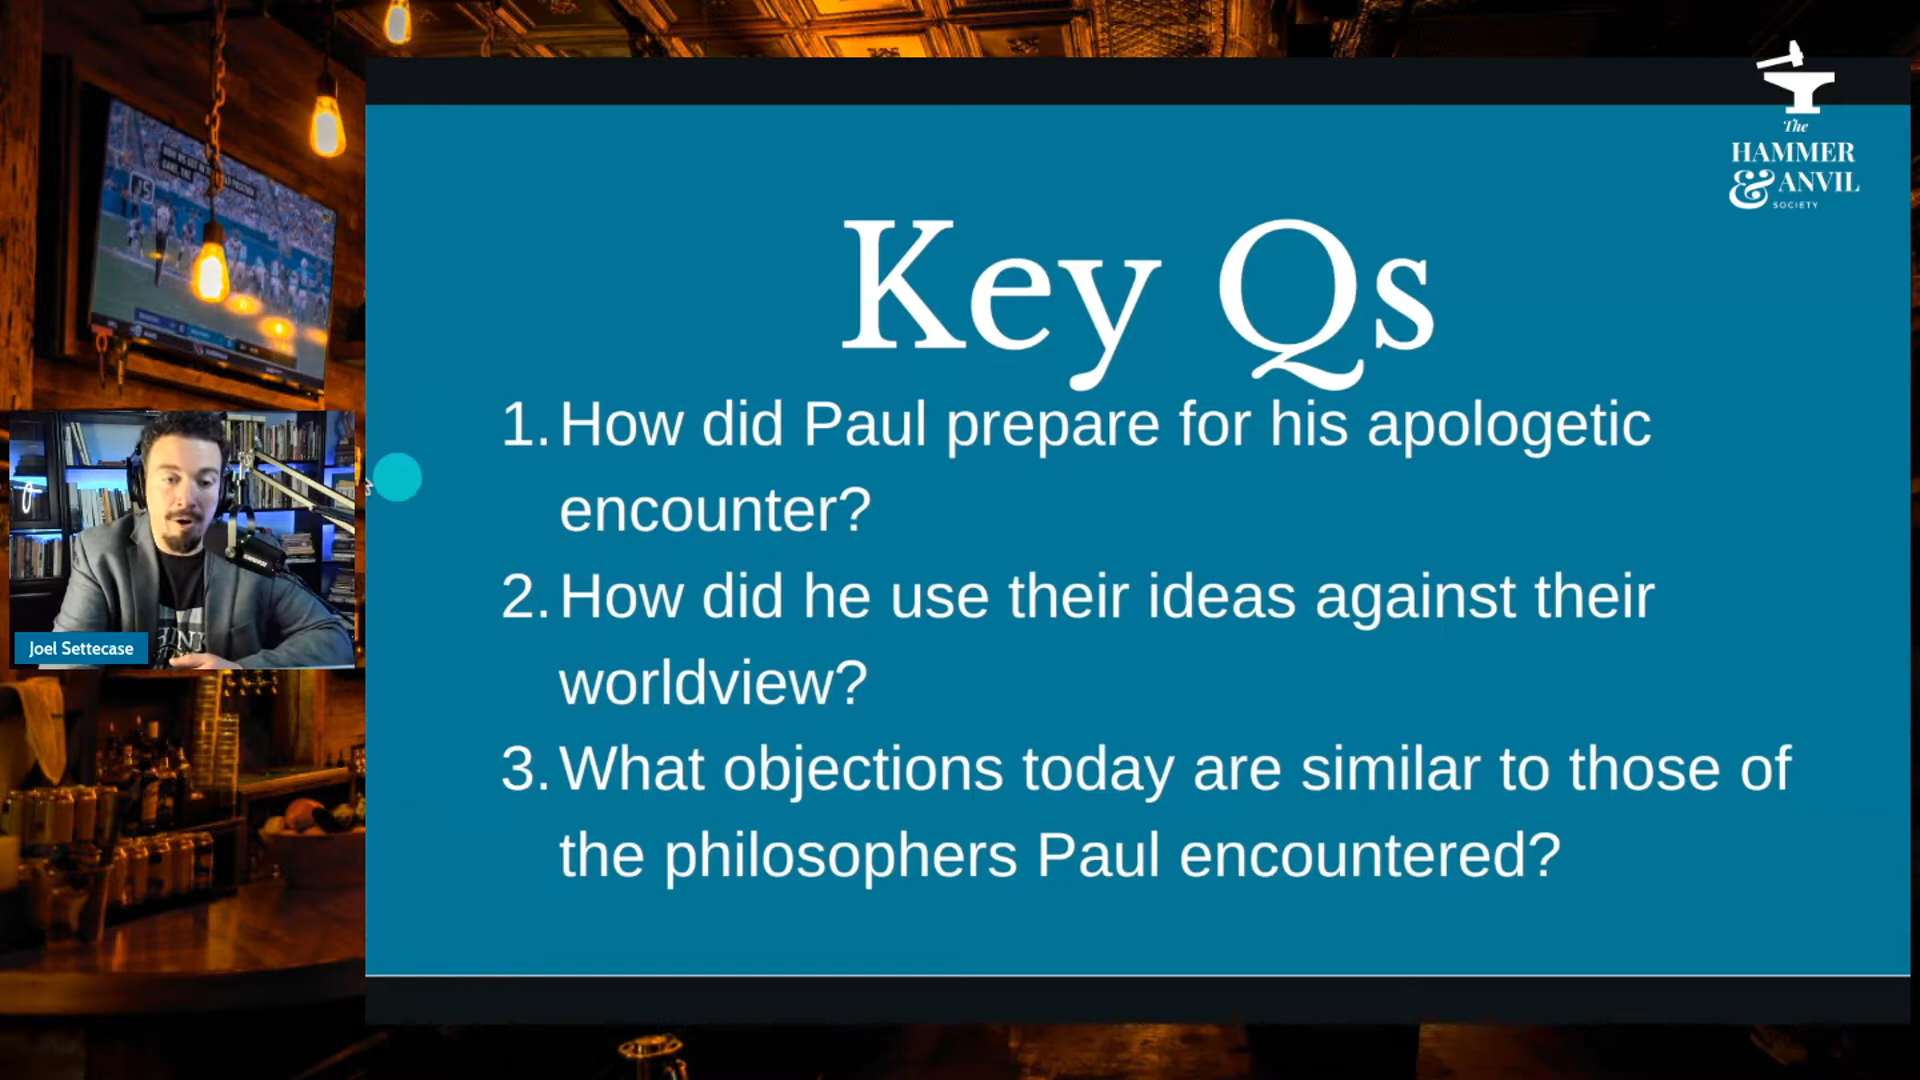 The
HAMMER
& ANVIL
SOCIETY
Key Qs
1. How did Paul prepare for his apologetic
encounter?
2. How did he use their ideas against their
worldview?
3. What objections today are similar to those of
the philosophers Paul encountered?
Joel Settecase
15